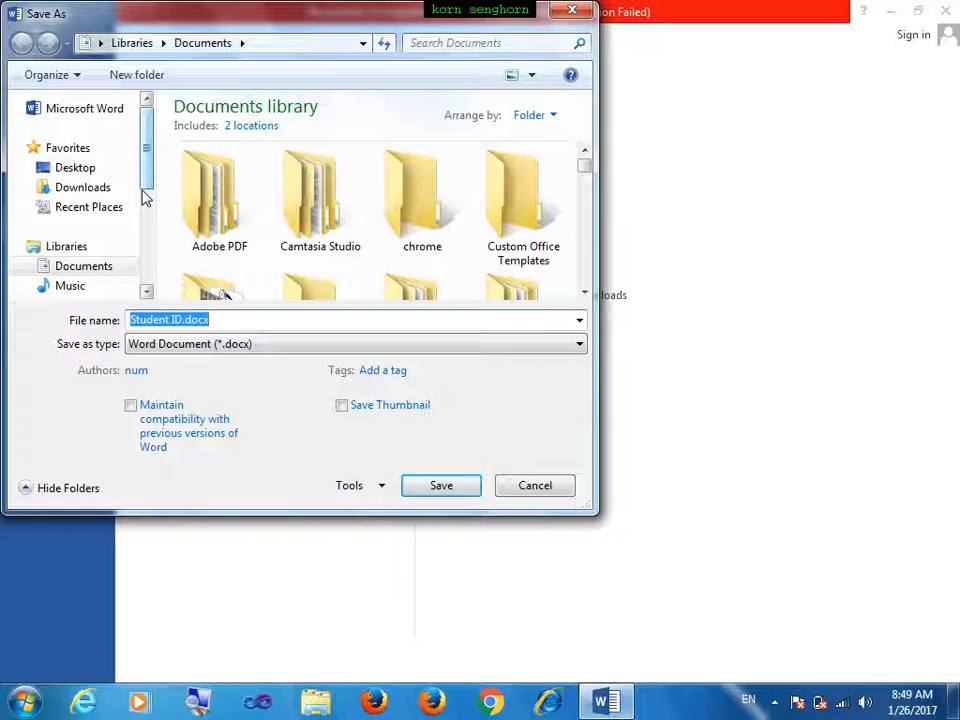 Save As
korn senghorn
ion Failed)
Sign in
Libraries
Documents
Search Documents
Organize
New folder
Microsoft Word
Favorites
Desktop
Downloads
Recent Places
Libraries
Documents
Music
Documents library
Includes: 2 locations
Arrange by: Folder
Adobe PDF
Camtasia Studio
chrome
Custom Office
Templates
loads
File name: Student ID.docx
Save as type: Word Document (*.docx)
Authors: num
Tags: Add a tag
Maintain
compatibility with
previous versions of
Word
Save Thumbnail
Hide Folders
Tools
Save
Cancel
EN
8:49 AM
1/26/2017